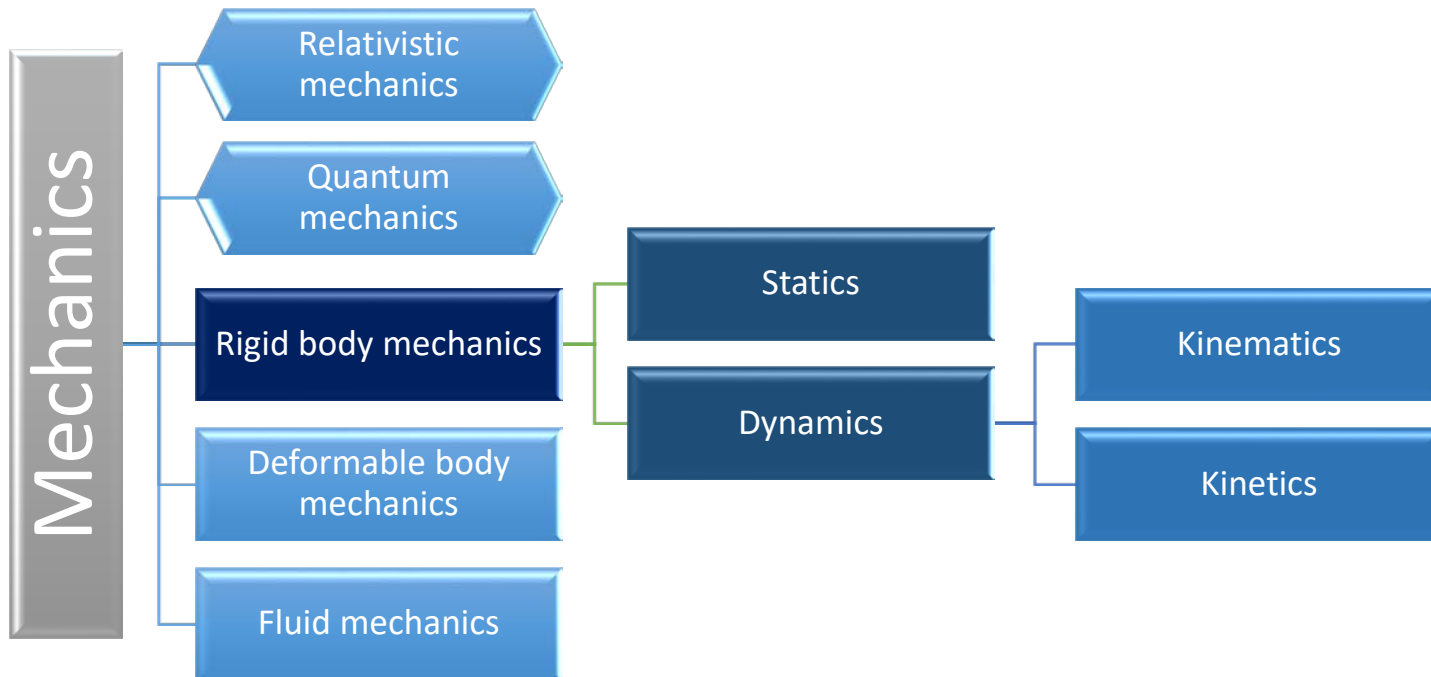 Mechanics
Relativistic
mechanics
Quantum
mechanics
Rigid body mechanics
Deformable body
mechanics
Fluid mechanics
Statics
Dynamics
Kinematics
Kinetics